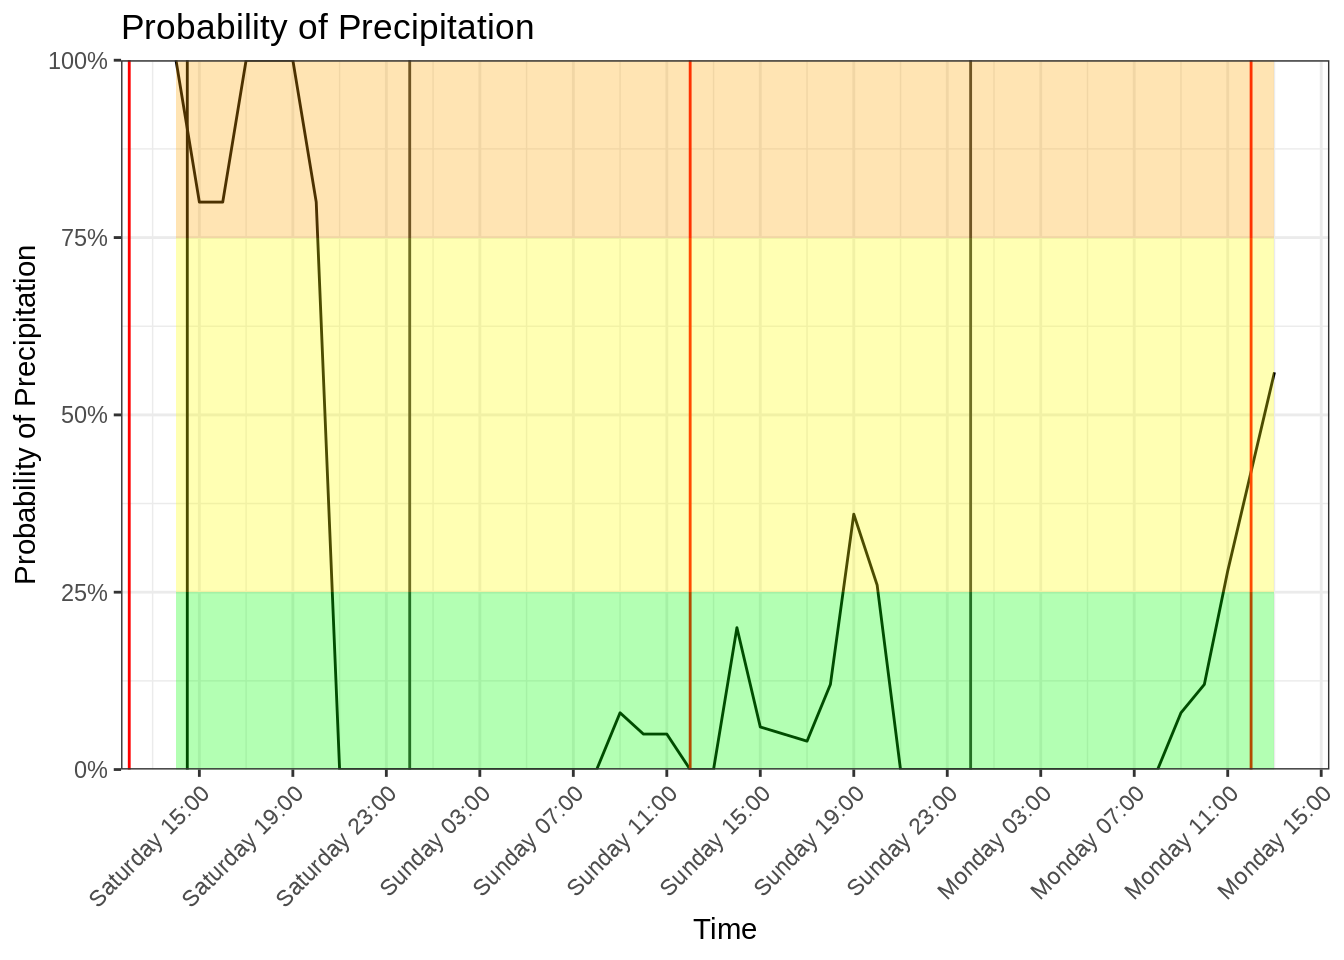 Probability of Precipitation
Probability of Precipitation
100%
75%
50%
25%
0%
Saturday 15:00
Saturday 19:00
Saturday 23:00
Sunday 03:00
Sunday 07:00
Sunday 11:00
Sunday 15:00
Sunday 19:00
Sunday 23:00
Monday 03:00
Monday 07:00
Monday 11:00
Monday 15:00
Time